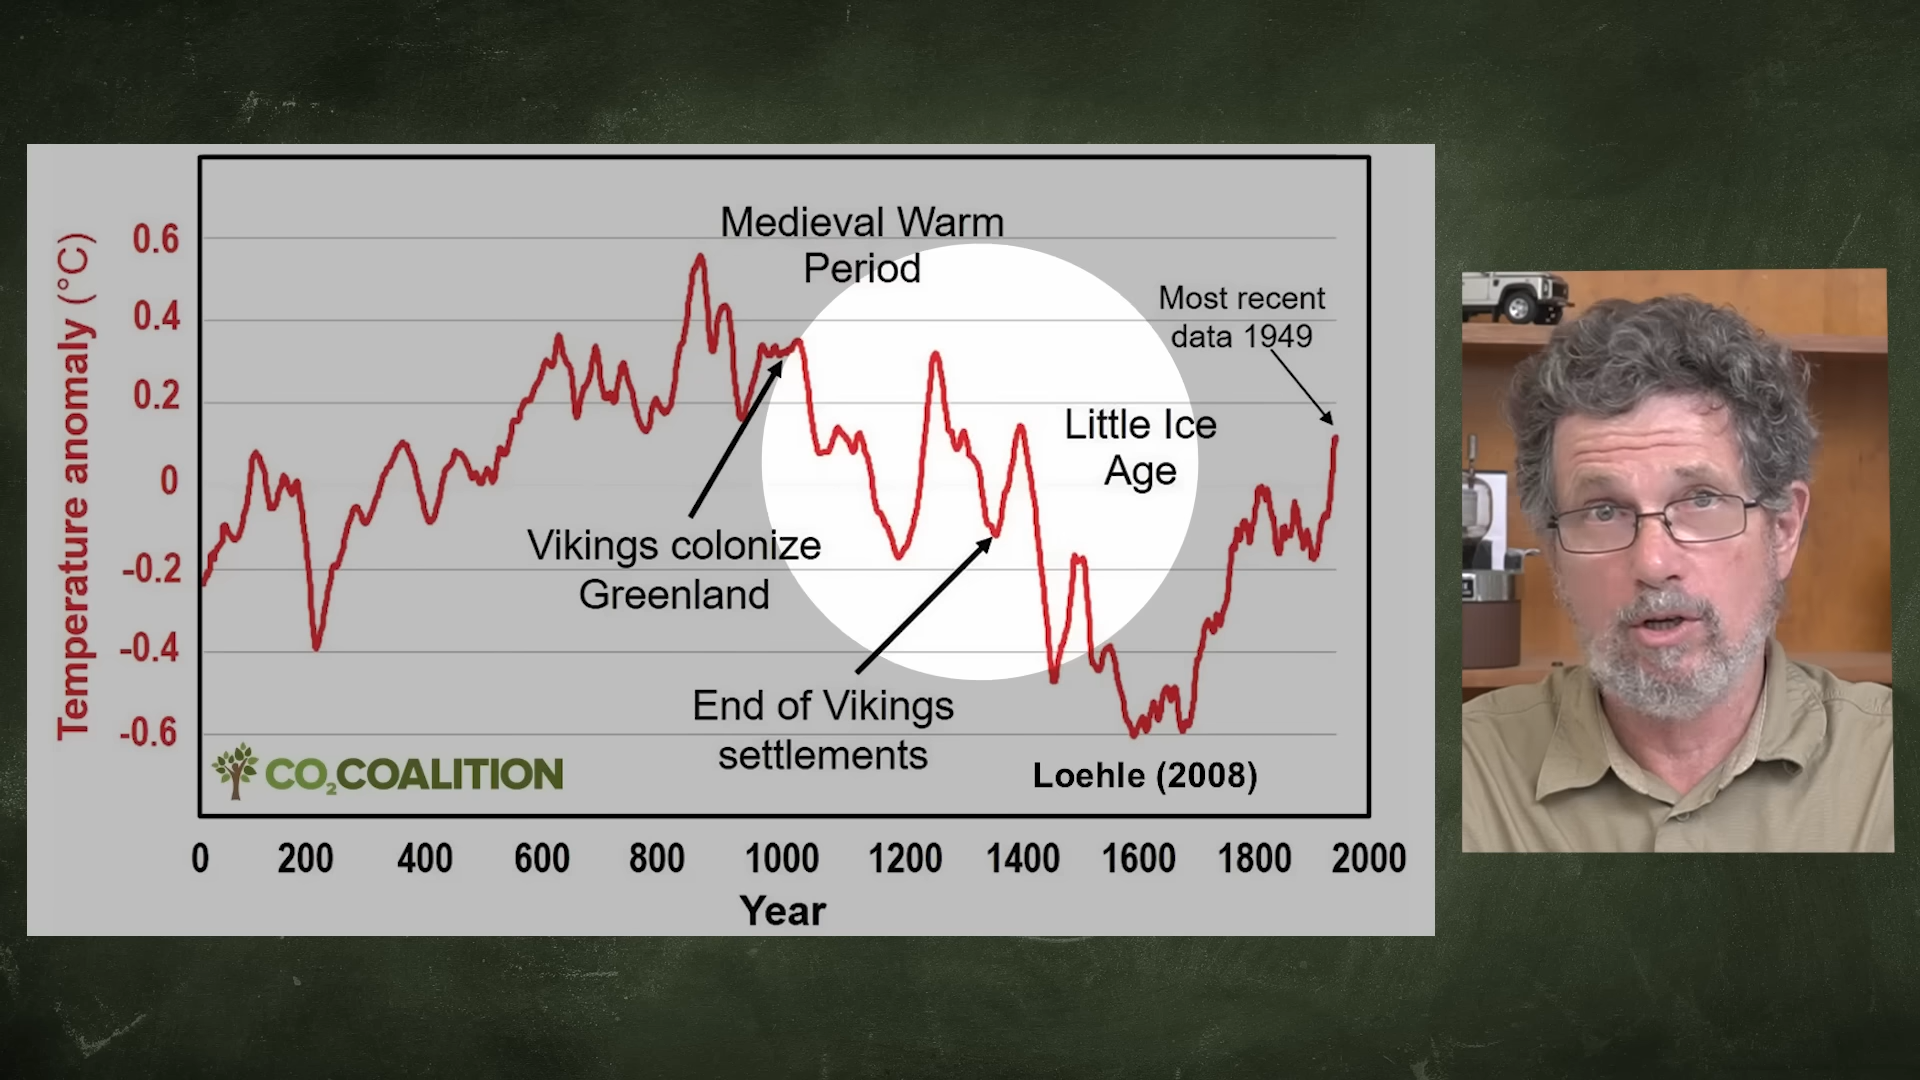 Medieval Warm
Period
Most recent
data 1949
Little Ice
Age
Vikings colonize
Greenland
End of Vikings
settlements
CO2COALITION
Loehle (2008)
Temperature anomaly (°C)
0.6
0.4
0.2
0
-0.2
-0.4
-0.6
0 200 400 600 800 1000 1200 1400 1600 1800 2000
Year